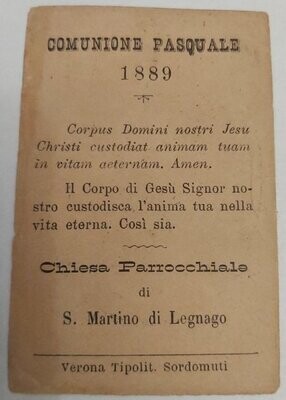 COMUNIONE PASQUALE
1889
Corpus Domini nostri Jesu
Christi custodiat animam tuam
in vitam aeternam. Amen.
Il Corpo di Gesù Signor no-
stro custodisca l'anima tua nella
vita eterna. Così sia.
Chiesa Parrocchiale
di
S. Martino di Legnago
Verona Tipolit. Sordomuti